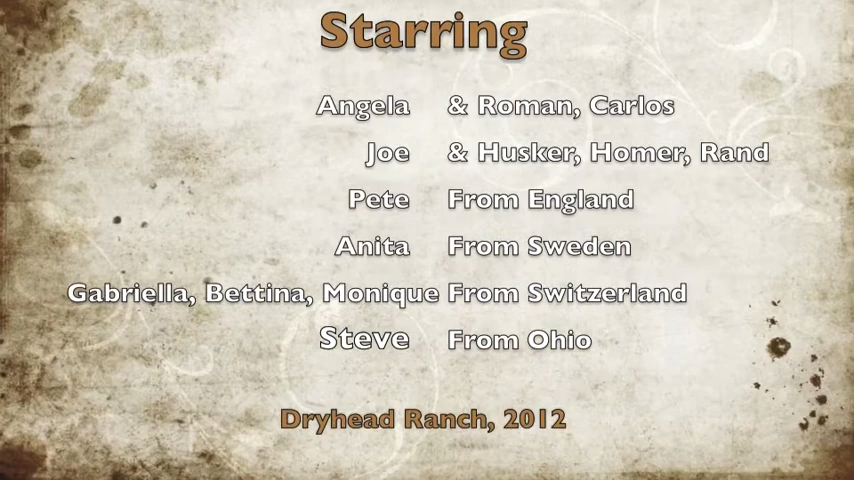 Starring
Angela & Roman, Carlos
Joe & Husker, Homer, Rand
Pete From England
Anita From Sweden
Gabriella, Bettina, Monique From Switzerland
Steve From Ohio
Dryhead Ranch, 2012